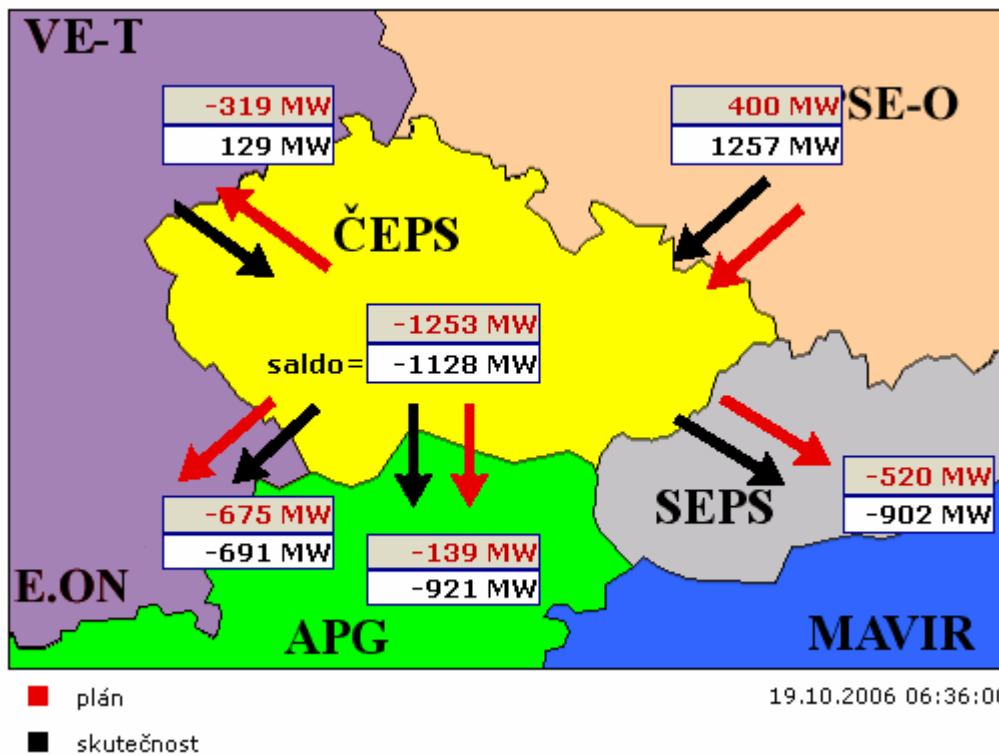 VE-T
-319 MW
129 MW
400 MW
1257 MW
PSE-O
ČEPS
-1253 MW
saldo=
-1128 MW
-675 MW
-691 MW
-139 MW
-921 MW
SEPS
-520 MW
-902 MW
E.ON
APG
MAVIR
plán
19.10.2006 06:36:00
skutečnost